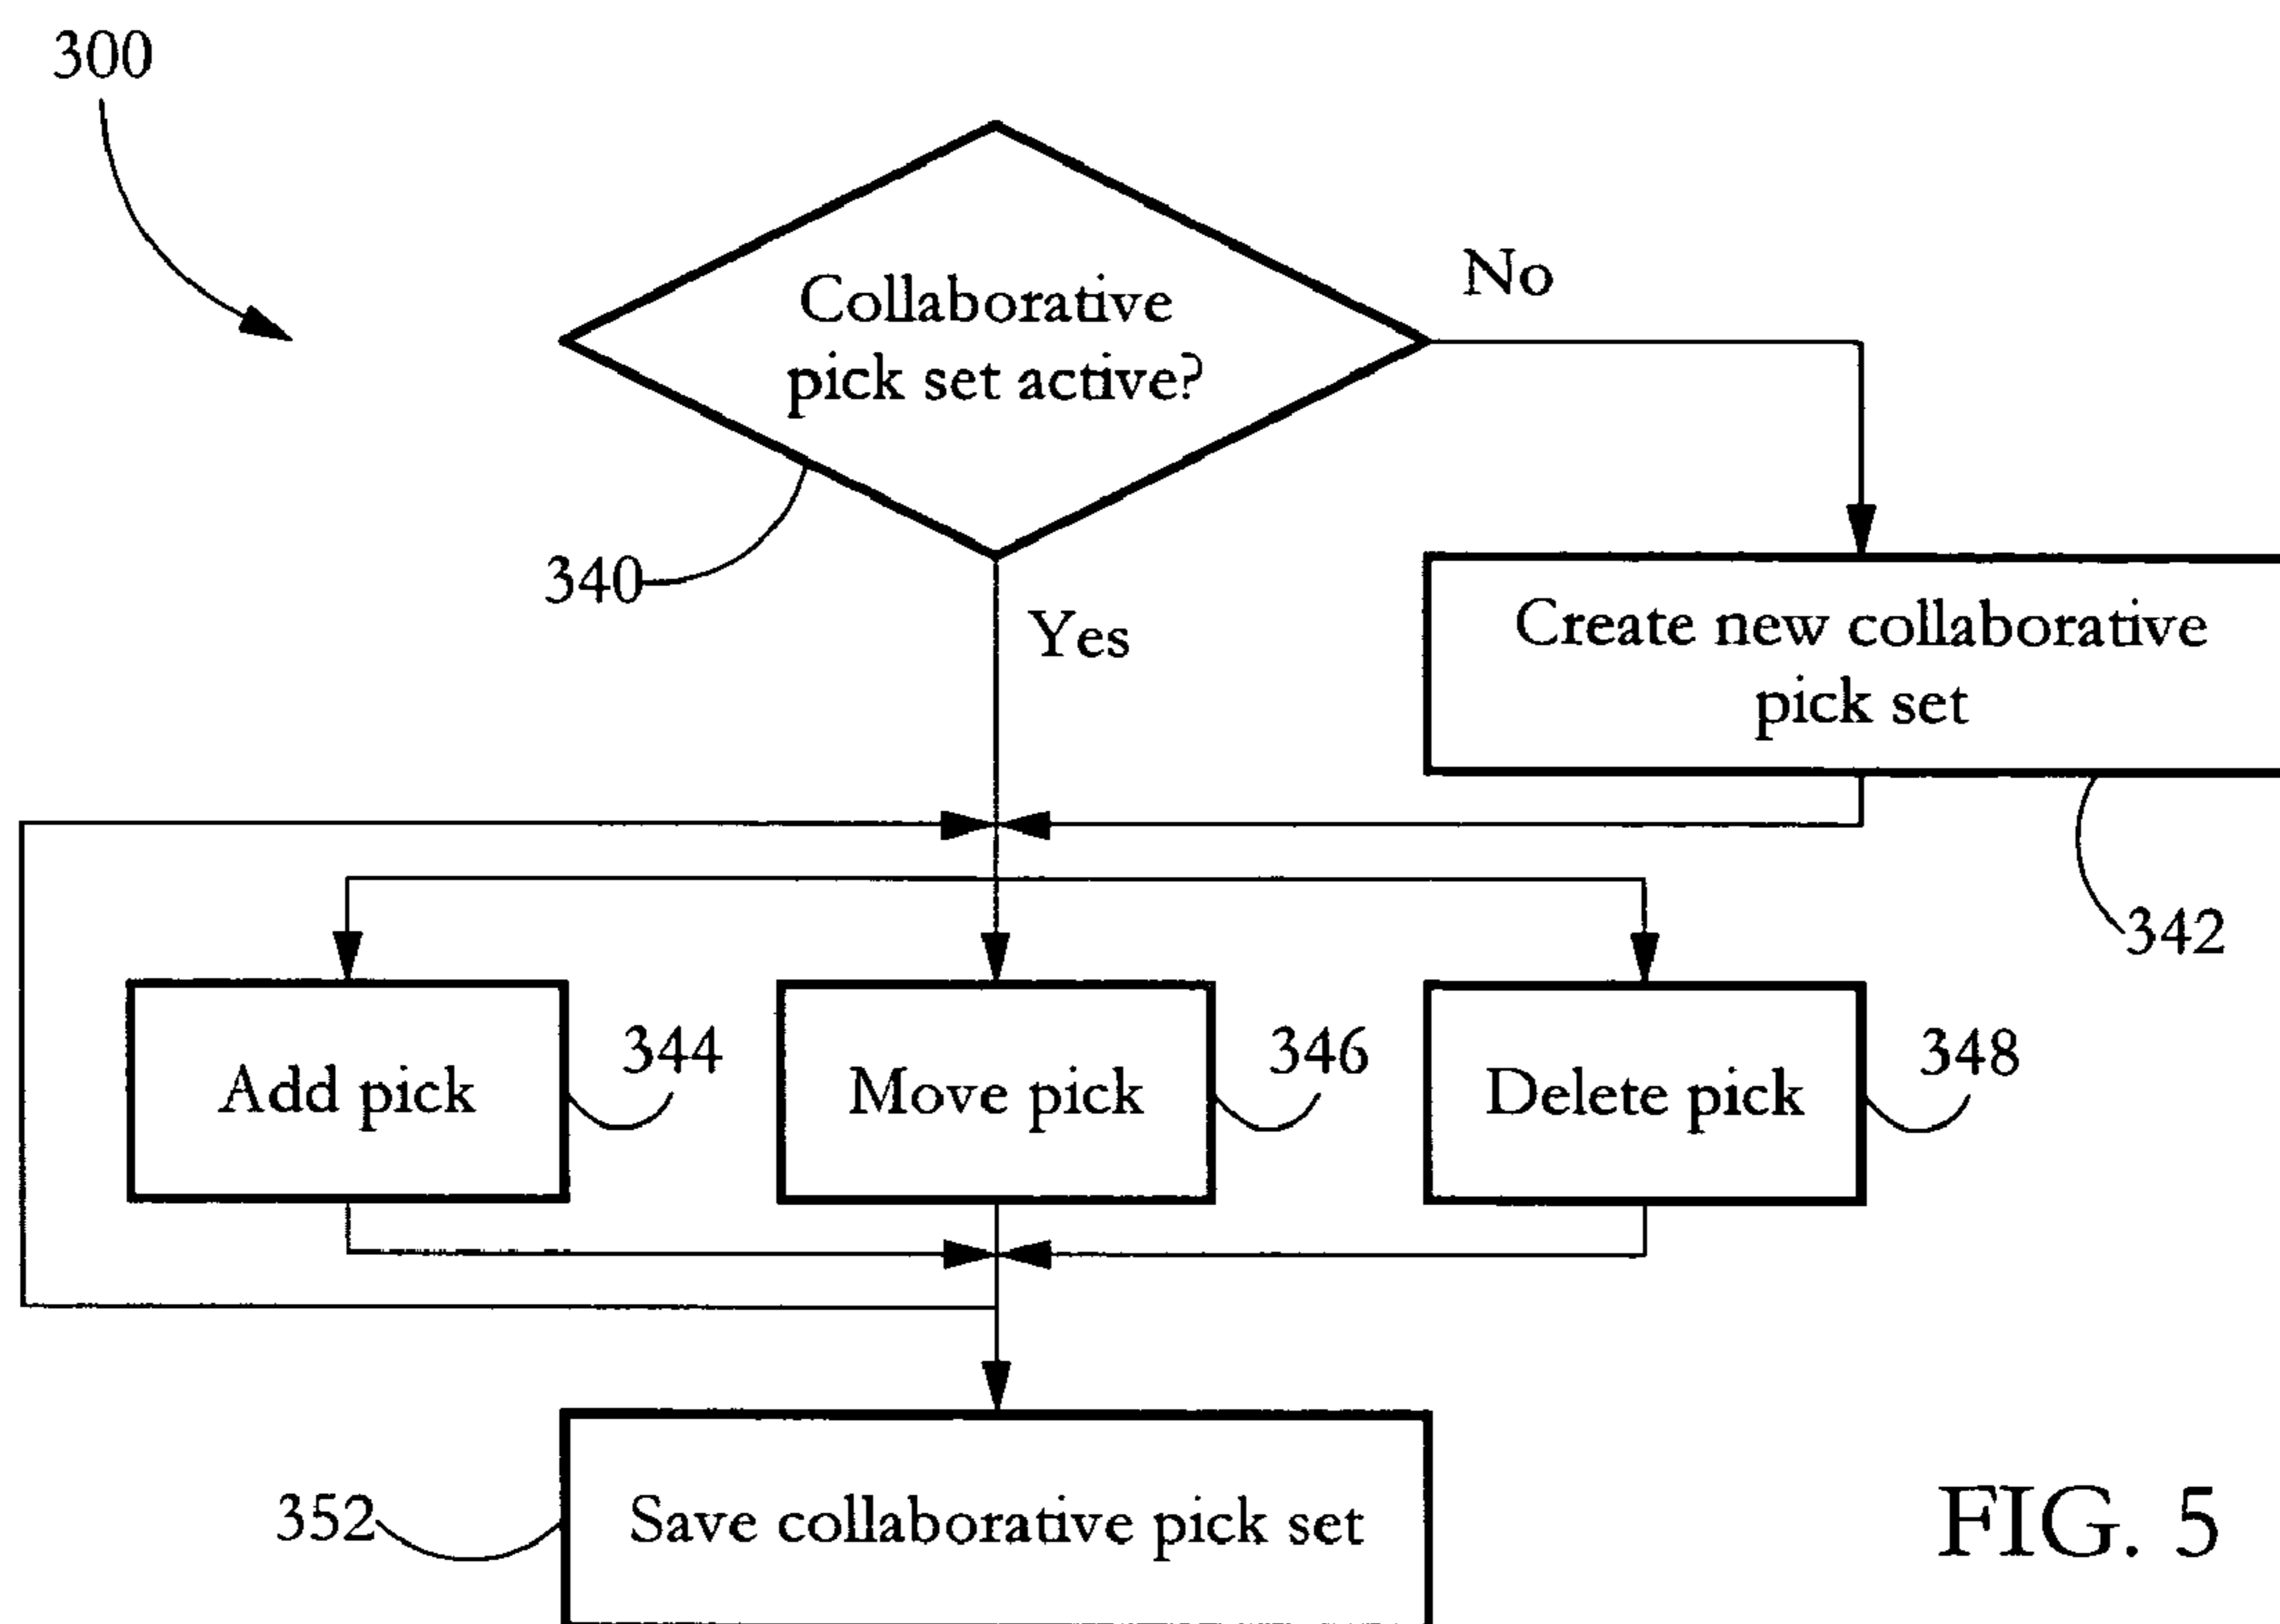 300
Collaborative
pick set active?
No
340
Yes
Create new collaborative
pick set
342
Add pick
344
Move pick
346
Delete pick
348
352
Save collaborative pick set
FIG. 5